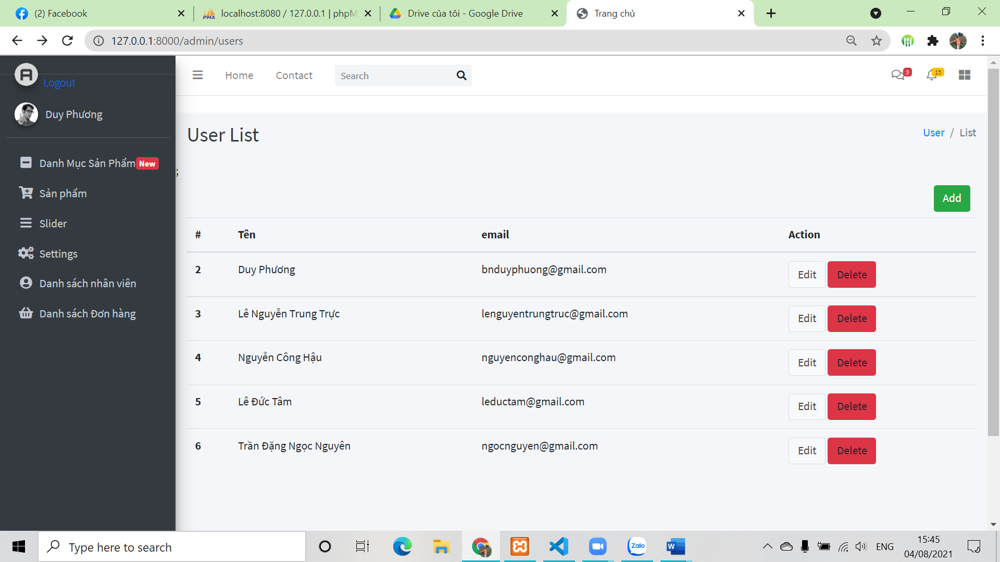 (2) Facebook
localhost:8080 / 127.0.0.1 | phpM
Drive của tôi - Google Drive
Trang chủ
127.0.0.1:8000/admin/users
Logout
Home
Contact
Search
3
15
Duy Phương
User List
User / List
Danh Mục Sản Phẩm New
;
Sản phẩm
Add
Slider
# Tên email Action
Settings
2 Duy Phương bnduyphuong@gmail.com Edit Delete
Danh sách nhân viên
3 Lê Nguyễn Trung Trực lenguyentrungtruc@gmail.com Edit Delete
Danh sách Đơn hàng
4 Nguyễn Công Hậu nguyenconghau@gmail.com Edit Delete
5 Lê Đức Tâm leductam@gmail.com Edit Delete
6 Trần Đặng Ngọc Nguyên ngocnguyen@gmail.com Edit Delete
Type here to search
Zalo
ENG
15:45
04/08/2021